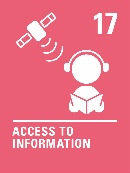 17
ACCESS TO
INFORMATION